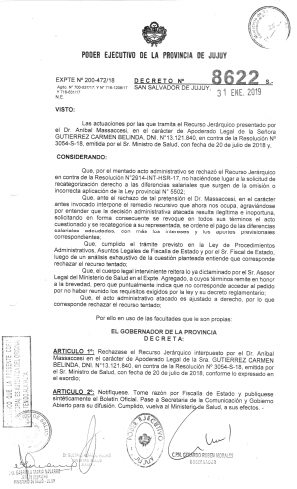 PODER EJECUTIVO DE LA PROVINCIA DE JUJUY
EXPTE Nº 200-472/18
DECRETO Nº 8622 S.-
SAN SALVADOR DE JUJUY, 31 ENE. 2019
VISTO:
Las actuaciones por las que tramita el Recurso Jerárquico presentado por
el Dr. Aníbal Massaccesi, en el carácter de Apoderado Legal de la Señora
GUTIERREZ CARMEN BELINDA, DNI. Nº13.121.840, en contra de la Resolución Nº
3054-S-18, emitida por el Sr. Ministro de Salud, con fecha 20 de julio de 2018 y,
CONSIDERANDO:
Que, por el mentado acto administrativo se rechazó el Recurso Jerárquico
en contra de la Resolución Nº2914-INT-HSR-17, no haciéndose lugar a la solicitud de
recategorización derecho a las diferencias salariales que surgen de la omisión o
incorrecta aplicación de la Ley provincial Nº 5502;
Que, ante el rechazo de tal pretensión el Dr. Massaccesi, en el carácter
antes invocado interpone el remedio recursivo que ahora nos ocupa, agraviándose
por entender que la decisión administrativa atacada resulta ilegítima e inoportuna,
solicitando en forma consecuente se revoque en todos sus términos el acto
cuestionado y se recategorice a su representada, se ordene el pago de las diferencias
salariales adeudadas, con más los intereses y los aportes previsionales
correspondientes;
Que, cumplido el trámite previsto en la Ley de Procedimientos
Administrativos, Asuntos Legales de Fiscalía de Estado y por el Sr. Fiscal de Estado,
luego de un análisis exhaustivo de la cuestión planteada entiende que corresponde
rechazar el recurso tentado;
Que, el cuerpo legal interviniente reitera lo ya dictaminado por el Sr. Asesor
Legal del Ministerio de Salud en el Expte. Agregado, a cuyos términos remite en honor
a la brevedad, pero que puntualmente indica que no corresponde acceder al pedido
por no haber reunido los requisitos exigidos por la ley y su decreto reglamentario;
Que, el acto administrativo atacado es ajustado a derecho, por lo que
corresponde rechazar el recurso tentado;
Por ello en uso de las facultades que le son propias;
EL GOBERNADOR DE LA PROVINCIA
DECRETA:
ARTÍCULO 1º: Rechazase el Recurso Jerárquico interpuesto por el Dr. Aníbal
Massaccesi en el carácter de Apoderado Legal de la Sra. GUTIERREZ CARMEN
BELINDA, DNI. Nº13.121.840, en contra de la Resolución Nº 3054-S-18, emitida por
el Sr. Ministro de Salud, con fecha 20 de julio de 2018, conforme lo expresado en
el exordio;
ARTÍCULO 2º: Notifíquese. Tome razón por Fiscalía de Estado y publíquese
sintéticamente el Boletín Oficial. Pase a Secretaría de la Comunicación y Gobierno
Abierto para su difusión. Cumplido, vuelva al Ministerio de Salud, a sus efectos. -
C.P.N. GERARDO RUBEN MORALES
GOBERNADOR
PODER EJECUTIVO
JUJUY